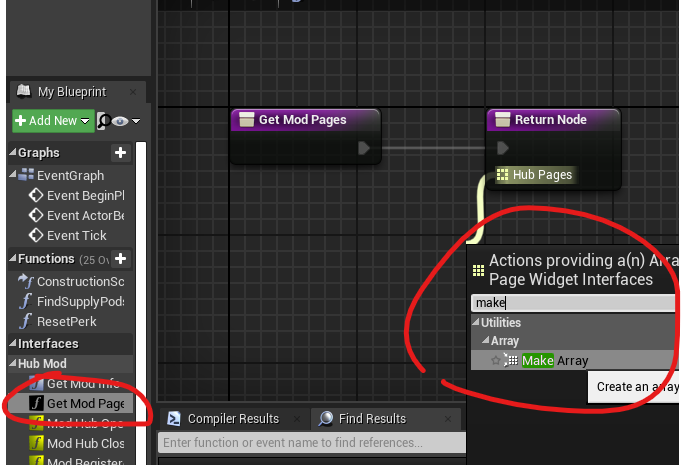 My Blueprint
Add New
Graphs
EventGraph
Event BeginPl
Event ActorBe
Event Tick
Functions (25 Ov
ConstructionSc
FindSupplyPods
ResetPerk
Interfaces
Hub Mod
Get Mod Info
Get Mod Page
Mod Hub Ope
Mod Hub Clos
Mod Register
Get Mod Pages
Return Node
Hub Pages
Actions providing a(n) Arra
Page Widget Interfaces
make
Utilities
Array
Make Array
Create an array
Compiler Results
Find Results
Enter function or event name to find references...